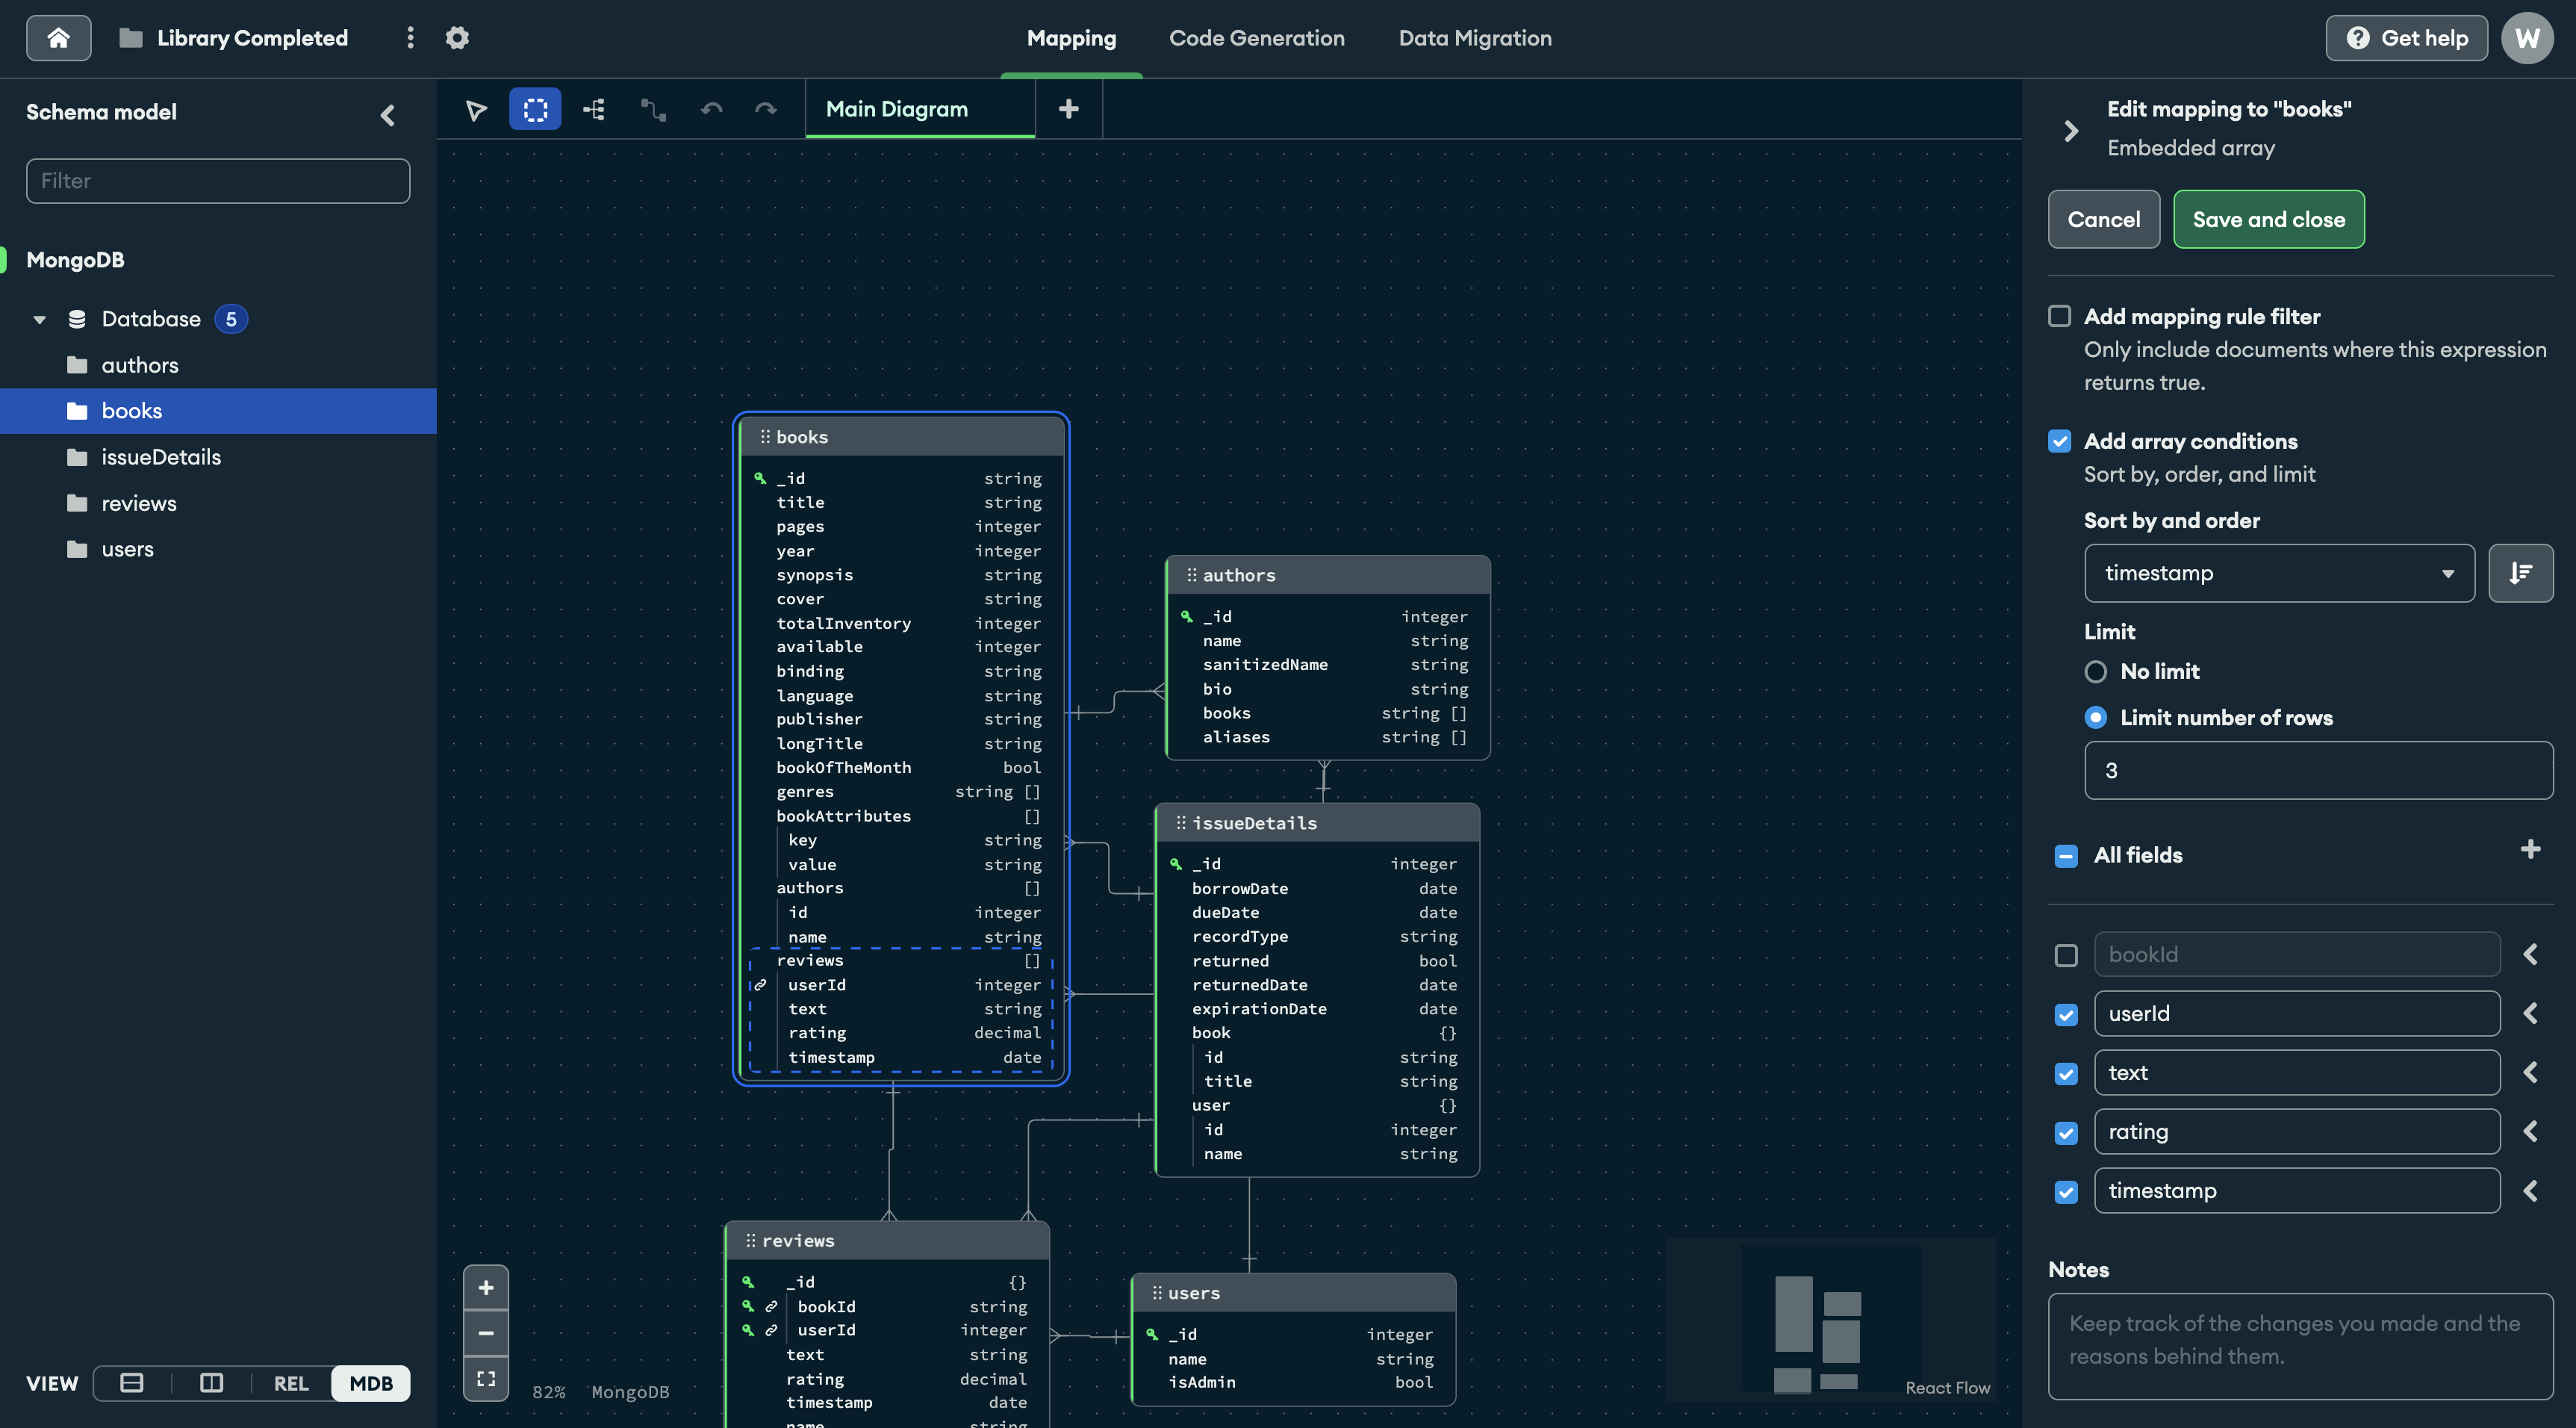 Library Completed
Mapping
Code Generation
Data Migration
Get help
W
Schema model
Filter
MongoDB
Database 5
authors
books
issueDetails
reviews
users
VIEW
REL
MDB
Main Diagram
books
_id string
title string
pages integer
year integer
synopsis string
cover string
totalInventory integer
available integer
binding string
language string
publisher string
longTitle string
bookOfTheMonth bool
genres string []
bookAttributes []
key string
value string
authors []
id integer
name string
reviews []
userId integer
text string
rating decimal
timestamp date
authors
_id integer
name string
sanitizedName string
bio string
books string []
aliases string []
issueDetails
_id integer
borrowDate date
dueDate date
recordType string
returned bool
returnedDate date
expirationDate date
book {}
id string
title string
user {}
id integer
name string
reviews
_id {}
bookId string
userId integer
text string
rating decimal
timestamp date
name string
users
_id integer
name string
isAdmin bool
82% MongoDB
React Flow
Edit mapping to "books"
Embedded array
Cancel
Save and close
Add mapping rule filter
Only include documents where this expression
returns true.
Add array conditions
Sort by, order, and limit
Sort by and order
timestamp
Limit
No limit
Limit number of rows
3
All fields
bookId
userId
text
rating
timestamp
Notes
Keep track of the changes you made and the
reasons behind them.